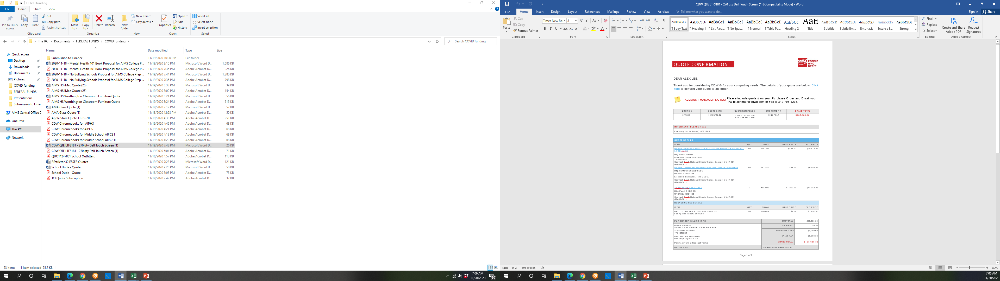 COVID funding
File Home Share View
Pin to Quick access
Copy
Paste
Cut
Copy path
Paste shortcut
Clipboard
Move to
Copy to
Delete
Rename
Organize
New folder
New item
Easy access
New
Properties
Open
Edit
History
Open
Select all
Select none
Invert selection
Select
This PC > Documents > FEDERAL FUNDS > COVID funding >
Search COVID funding
Quick access
Desktop
Downloads
Documents
Pictures
COVID funding
FEDERAL FUNDS
Presentations
Submission to Finar
AIMS Central Office D
OneDrive
This PC
Network
Name Date modified Type Size
Submission to Finance 11/19/2020 10:06 PM File folder
2020-11-18 - Mental Health 101 Book Proposal for AIMS College P... 11/19/2020 8:10 PM Microsoft Word D... 1,686 KB
2020-11-18 - Mental Health 101 Book Proposal for AIMS College P... 11/19/2020 7:35 PM Adobe Acrobat D... 926 KB
2020-11-18 - No Bullying Schools Proposal for AIMS College Prep ... 11/19/2020 7:44 PM Microsoft Word D... 1,380 KB
2020-11-18 - No Bullying Schools Proposal for AIMS College Prep ... 11/19/2020 7:35 PM Adobe Acrobat D... 798 KB
AIMS HS iMac Quote (25) 11/19/2020 8:33 PM Microsoft Word D... 39 KB
AIMS HS iMac Quote (25) 11/19/2020 8:00 PM Adobe Acrobat D... 154 KB
AIMS HS Worthington Classroom Furniture Quote 11/19/2020 8:24 PM Microsoft Word D... 56 KB
AIMS HS Worthington Classroom Furniture Quote 11/19/2020 8:24 PM Adobe Acrobat D... 515 KB
AMA Glass Quote (1) 11/19/2020 7:17 PM Microsoft Word D... 57 KB
AMA Glass Quote (1) 11/18/2020 12:58 PM Adobe Acrobat D... 50 KB
Apple Store Quote 11-19-20 11/19/2020 4:33 PM Adobe Acrobat D... 251 KB
CDW Chromebooks for  AIPHS 11/19/2020 4:49 PM Adobe Acrobat D... 68 KB
CDW Chromebooks for AIPHS 11/19/2020 4:21 PM Adobe Acrobat D... 68 KB
CDW Chromebooks for Middle School AIPCS I 11/19/2020 4:19 PM Adobe Acrobat D... 68 KB
CDW Chromebooks for Middle School AIPCS II 11/19/2020 4:20 PM Adobe Acrobat D... 68 KB
CDW QTE LTFS181 - 270 qty Dell Touch Screen (1) 11/19/2020 7:48 PM Microsoft Word D... 26 KB
CDW QTE LTFS181 - 270 qty Dell Touch Screen (1) 11/19/2020 6:04 PM Adobe Acrobat D... 71 KB
QUO11247881 School Outfitters 11/18/2020 4:57 PM Adobe Acrobat D... 113 KB
REstrictor 32 ESSER Quotes 11/19/2020 7:23 PM Microsoft Word D... 121 KB
School Dude - Quote 11/19/2020 9:28 PM Microsoft Word D... 50 KB
School Dude - Quote 11/18/2020 3:08 PM Adobe Acrobat D... 73 KB
TCI Quote Subscription 11/19/2020 2:42 PM Adobe Acrobat D... 37 KB
23 items 1 item selected 25.7 KB
7:06 AM
11/20/2020
20
CDW QTE LTFS181 - 270 qty Dell Touch Screen (1) [Compatibility Mode] - Word
File Home Insert Design Layout References Mailings Review View Acrobat Tell me what you want to do... Sign in Share
Paste
Cut
Copy
Format Painter
Clipboard
Times New Ro 8
Font
Paragraph
¶ Body Text ¶ Heading 1 ¶ List Para... ¶ No Spac... ¶ Normal ¶ Table Pa... Heading 2 Title Subtitle Subtle Em... Emphasis Intense E... Strong
Styles
Find
Replace
Select
Editing
Create and Share Adobe PDF
Request Signatures
Adobe Acrobat
QUOTE CONFIRMATION
CDW·G PEOPLE WHO GET IT
DEAR ALEX LEE,
Thank you for considering CDW G for your computing needs. The details of your quote are below. Click
here to convert your quote to an order.
ACCOUNT MANAGER NOTES: Please include quote # on your Purchase Order and Email your
PO to Johnhar@cdwg.com or Fax to 312-705-8235.
QUOTE # QUOTE DATE QUOTE REFERENCE CUSTOMER # GRAND TOTAL
LTFS181 11/19/2020 DELL 3100 TOUCH CLAMSHELL X270 12487087 $105,688.36
IMPORTANT - PLEASE READ
Fees applied to item(s): 6091268
QUOTE DETAILS
ITEM QTY CDW# UNIT PRICE EXT. PRICE
Dell Chromebook 3100 - 11.6" - Celeron N4020 - 4 GB RAM - 270 6091268 $291.00 $78,570.00
32 GB eMMC
Mfg. Part#: VH5H6
Clamshell Chromebook with
Touchscreen
National Charter School Contract MV-IT-O01
(MV-IT-001)
Google Chrome Management Console License - Education 270 3577022 $24.00 $6,480.00
Mfg. Part#: CROSSWDISEDU
UNSPSC: 43232804
Electronic distribution - NO MEDIA
National Charter School Contract MV-IT-O01
(MV-IT-001)
9 4963142 $1,250.00 $11,250.00
Mfg. Part#: CHRGC36I+
UNSPSC: 56101535
National Charter School Contract MV-IT-O01
(MV-IT-001)
RECYCLING FEE DETAILS
ITEM QTY CDW# UNIT PRICE EXT. PRICE
RECYCLING FEE 4" TO LESS THAN 15" 270 654809 $4.00 $1,080.00
Fee Applied to Item: 6091268
PURCHASER BILLING INFO SUBTOTAL $96,300.00
Billing Address: SHIPPING $0.00
AMERICAN INDIAN PUBLIC CHARTER SCH
ACCOUNTS PAYABLE RECYCLING FEE $1,080.00
171 12TH ST
OAKLAND, CA 94607-4900 SALES TAX $8,308.36
Phone: (510) 893-8701
Payment Terms: Request Terms GRAND TOTAL $105,688.36
DELIVER TO Please remit payments to:
Page 1 of 2
Page 1 of 2 596 words 80%
7:06 AM
11/20/2020